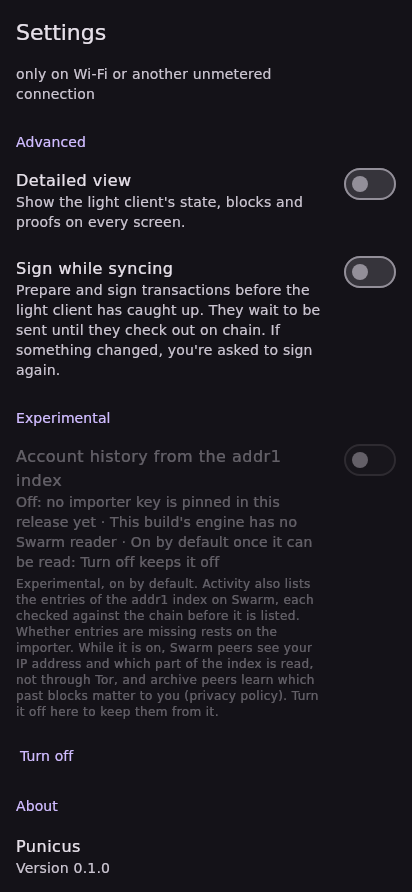 Settings
only on Wi-Fi or another unmetered
connection
Advanced
Detailed view
Show the light client's state, blocks and
proofs on every screen.
Sign while syncing
Prepare and sign transactions before the
light client has caught up. They wait to be
sent until they check out on chain. If
something changed, you're asked to sign
again.
Experimental
Account history from the addr1
index
Off: no importer key is pinned in this
release yet · This build's engine has no
Swarm reader · On by default once it can
be read: Turn off keeps it off
Experimental, on by default. Activity also lists
the entries of the addr1 index on Swarm, each
checked against the chain before it is listed.
Whether entries are missing rests on the
importer. While it is on, Swarm peers see your
IP address and which part of the index is read,
not through Tor, and archive peers learn which
past blocks matter to you (privacy policy). Turn
it off here to keep them from it.
Turn off
About
Punicus
Version 0.1.0